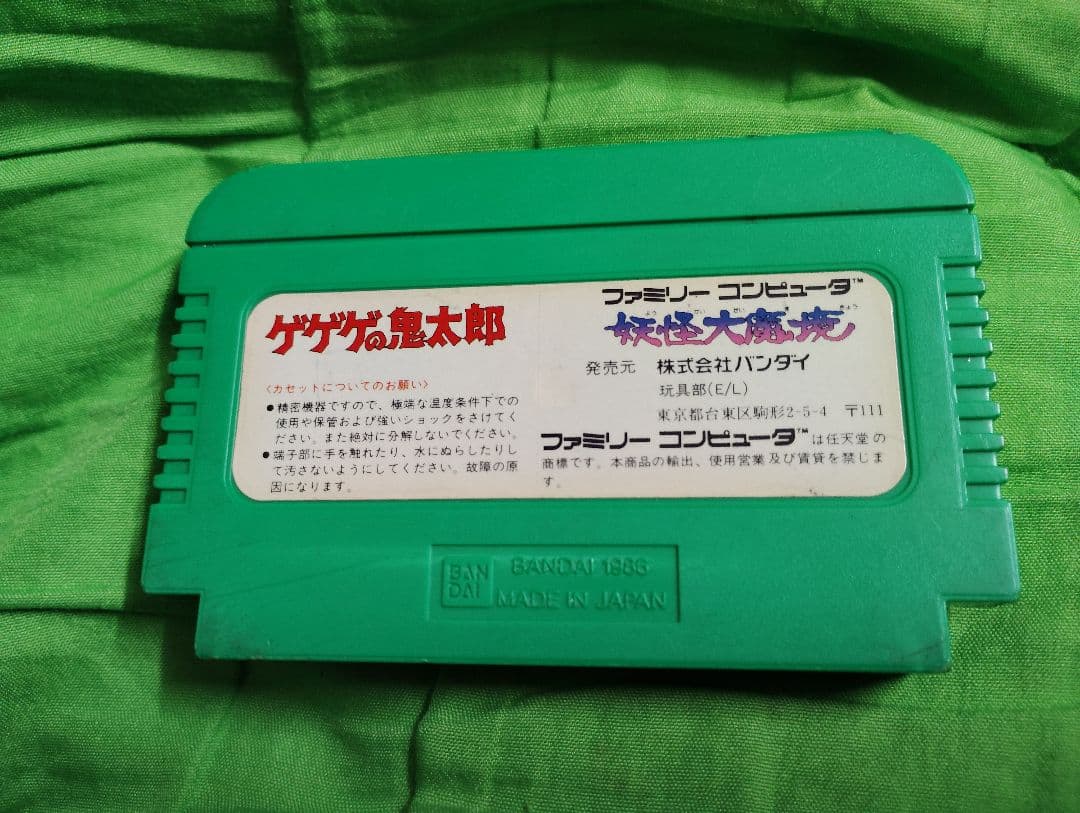 ゲゲゲの鬼太郎
〈カセットについてのお願い〉
●精密機器ですので、極端な温度条件下での
使用や保管および強いショックをさけてく
ださい。また絶対に分解しないでください。
●端子部に手を触れたり、水にぬらしたりし
て汚さないようにしてください。故障の原
因になります。
ファミリー コンピュータ™
よう かい だい ま きょう
妖怪大魔境
発売元 株式会社バンダイ
玩具部(E/L)
東京都台東区駒形2-5-4 〒111
ファミリー コンピュータ™は任天堂の
商標です。本商品の輸出、使用営業及び賃貸を禁じま
す。
BAN
DAI
BANDAI 1986
MADE IN JAPAN